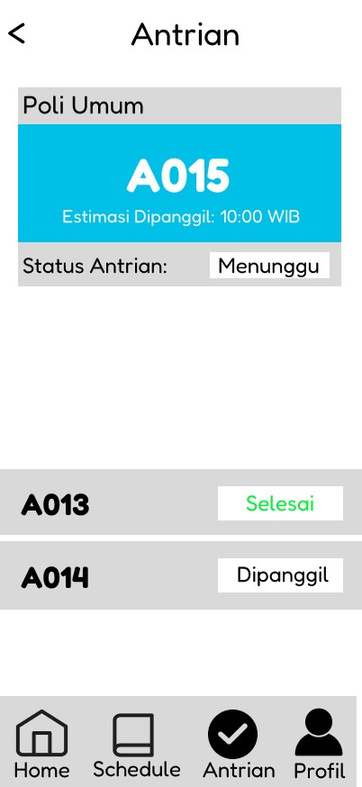 Antrian
Poli Umum
A015
Estimasi Dipanggil: 10:00 WIB
Status Antrian: Menunggu
A013 Selesai
A014 Dipanggil
Home Schedule Antrian Profil